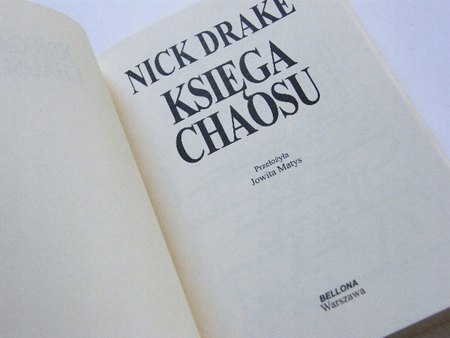 NICK DRAKE
KSIĘGA
CHAOSU
Przełożyła
Jowita Matys
BELLONA
Warszawa